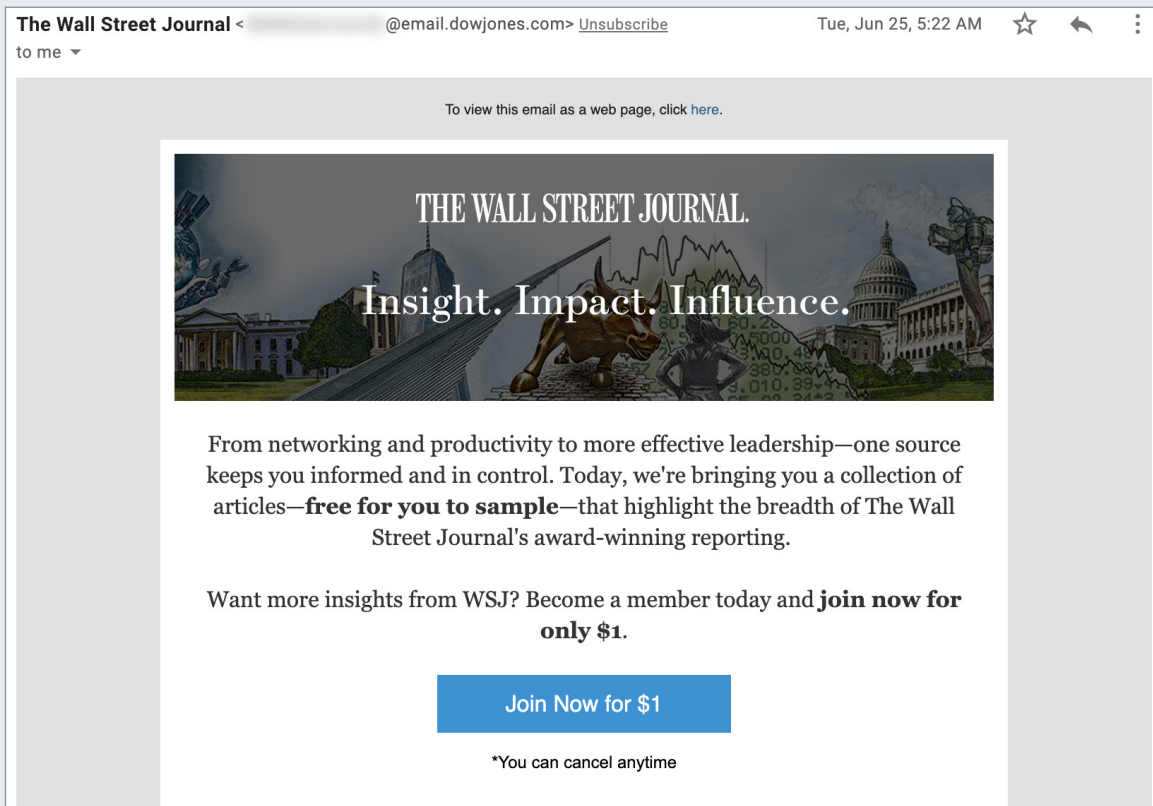 The Wall Street Journal < @email.dowjones.com> Unsubscribe Tue, Jun 25, 5:22 AM
to me
To view this email as a web page, click here.
THE WALL STREET JOURNAL.
Insight. Impact. Influence.
From networking and productivity to more effective leadership—one source
keeps you informed and in control. Today, we're bringing you a collection of
articles—free for you to sample—that highlight the breadth of The Wall
Street Journal's award-winning reporting.
Want more insights from WSJ? Become a member today and join now for
only $1.
Join Now for $1
*You can cancel anytime